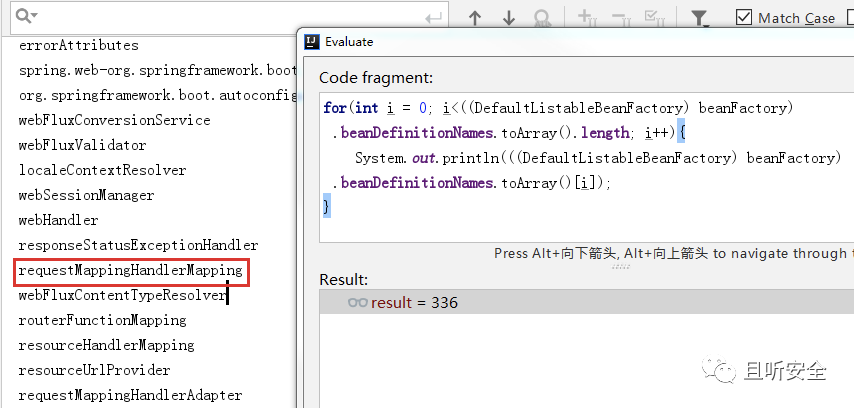 Match Case
errorAttributes
spring.web-org.springframework.boot
org.springframework.boot.autoconfig
webFluxConversionService
webFluxValidator
localeContextResolver
webSessionManager
webHandler
responseStatusExceptionHandler
requestMappingHandlerMapping
webFluxContentTypeResolver
routerFunctionMapping
resourceHandlerMapping
resourceUrlProvider
requestMappingHandlerAdapter
IJ
Evaluate
Code fragment:
for(int i = 0; i<((DefaultListableBeanFactory) beanFactory)
.beanDefinitionNames.toArray().length; i++){
System.out.println(((DefaultListableBeanFactory) beanFactory)
.beanDefinitionNames.toArray()[i]);
}
Press Alt+向下箭头, Alt+向上箭头 to navigate through t
Result:
result = 336
且听安全